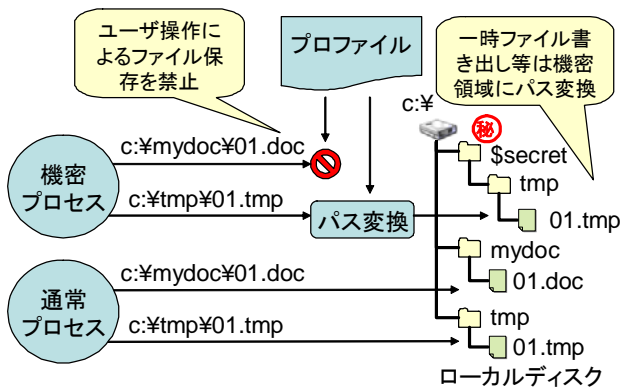 ユーザ操作に
よるファイル保
存を禁止
プロファイル
一時ファイル書
き出し等は機密
領域にパス変換
c:¥
秘
機密
プロセス
c:¥mydoc¥01.doc
c:¥tmp¥01.tmp
パス変換
$secret
tmp
01.tmp
mydoc
01.doc
通常
プロセス
c:¥mydoc¥01.doc
c:¥tmp¥01.tmp
tmp
01.tmp
ローカルディスク